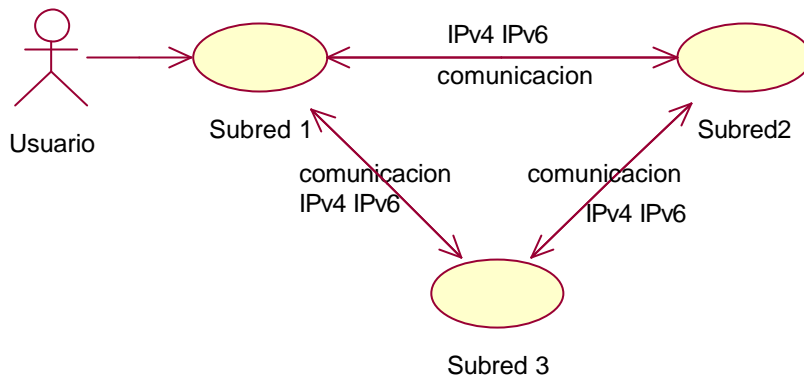 IPv4 IPv6
comunicacion
Usuario
Subred 1
Subred2
comunicacion
IPv4 IPv6
comunicacion
IPv4 IPv6
Subred 3